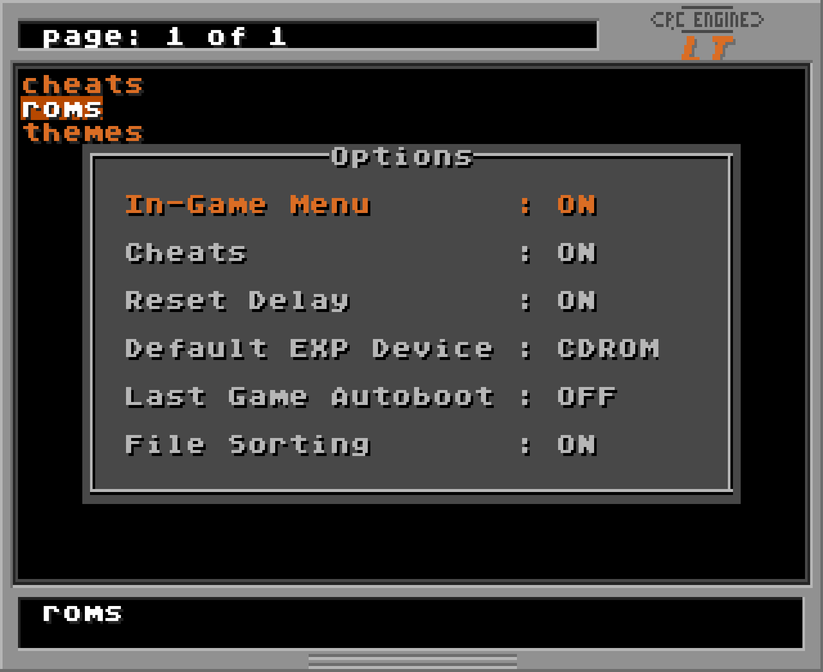 page: 1 of 1
PC ENGINE
LT
cheats
roms
themes
Options
In-Game Menu : ON
Cheats : ON
Reset Delay : ON
Default EXP Device : CDROM
Last Game Autoboot : OFF
File Sorting : ON
roms